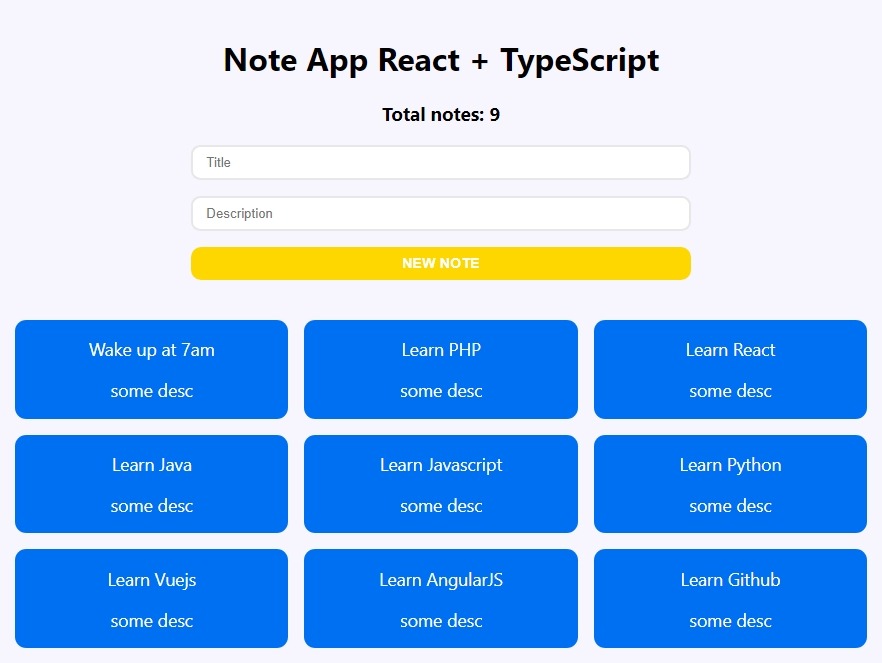 Note App React + TypeScript
Total notes: 9
Title
Description
NEW NOTE
Wake up at 7am
some desc
Learn PHP
some desc
Learn React
some desc
Learn Java
some desc
Learn Javascript
some desc
Learn Python
some desc
Learn Vuejs
some desc
Learn AngularJS
some desc
Learn Github
some desc